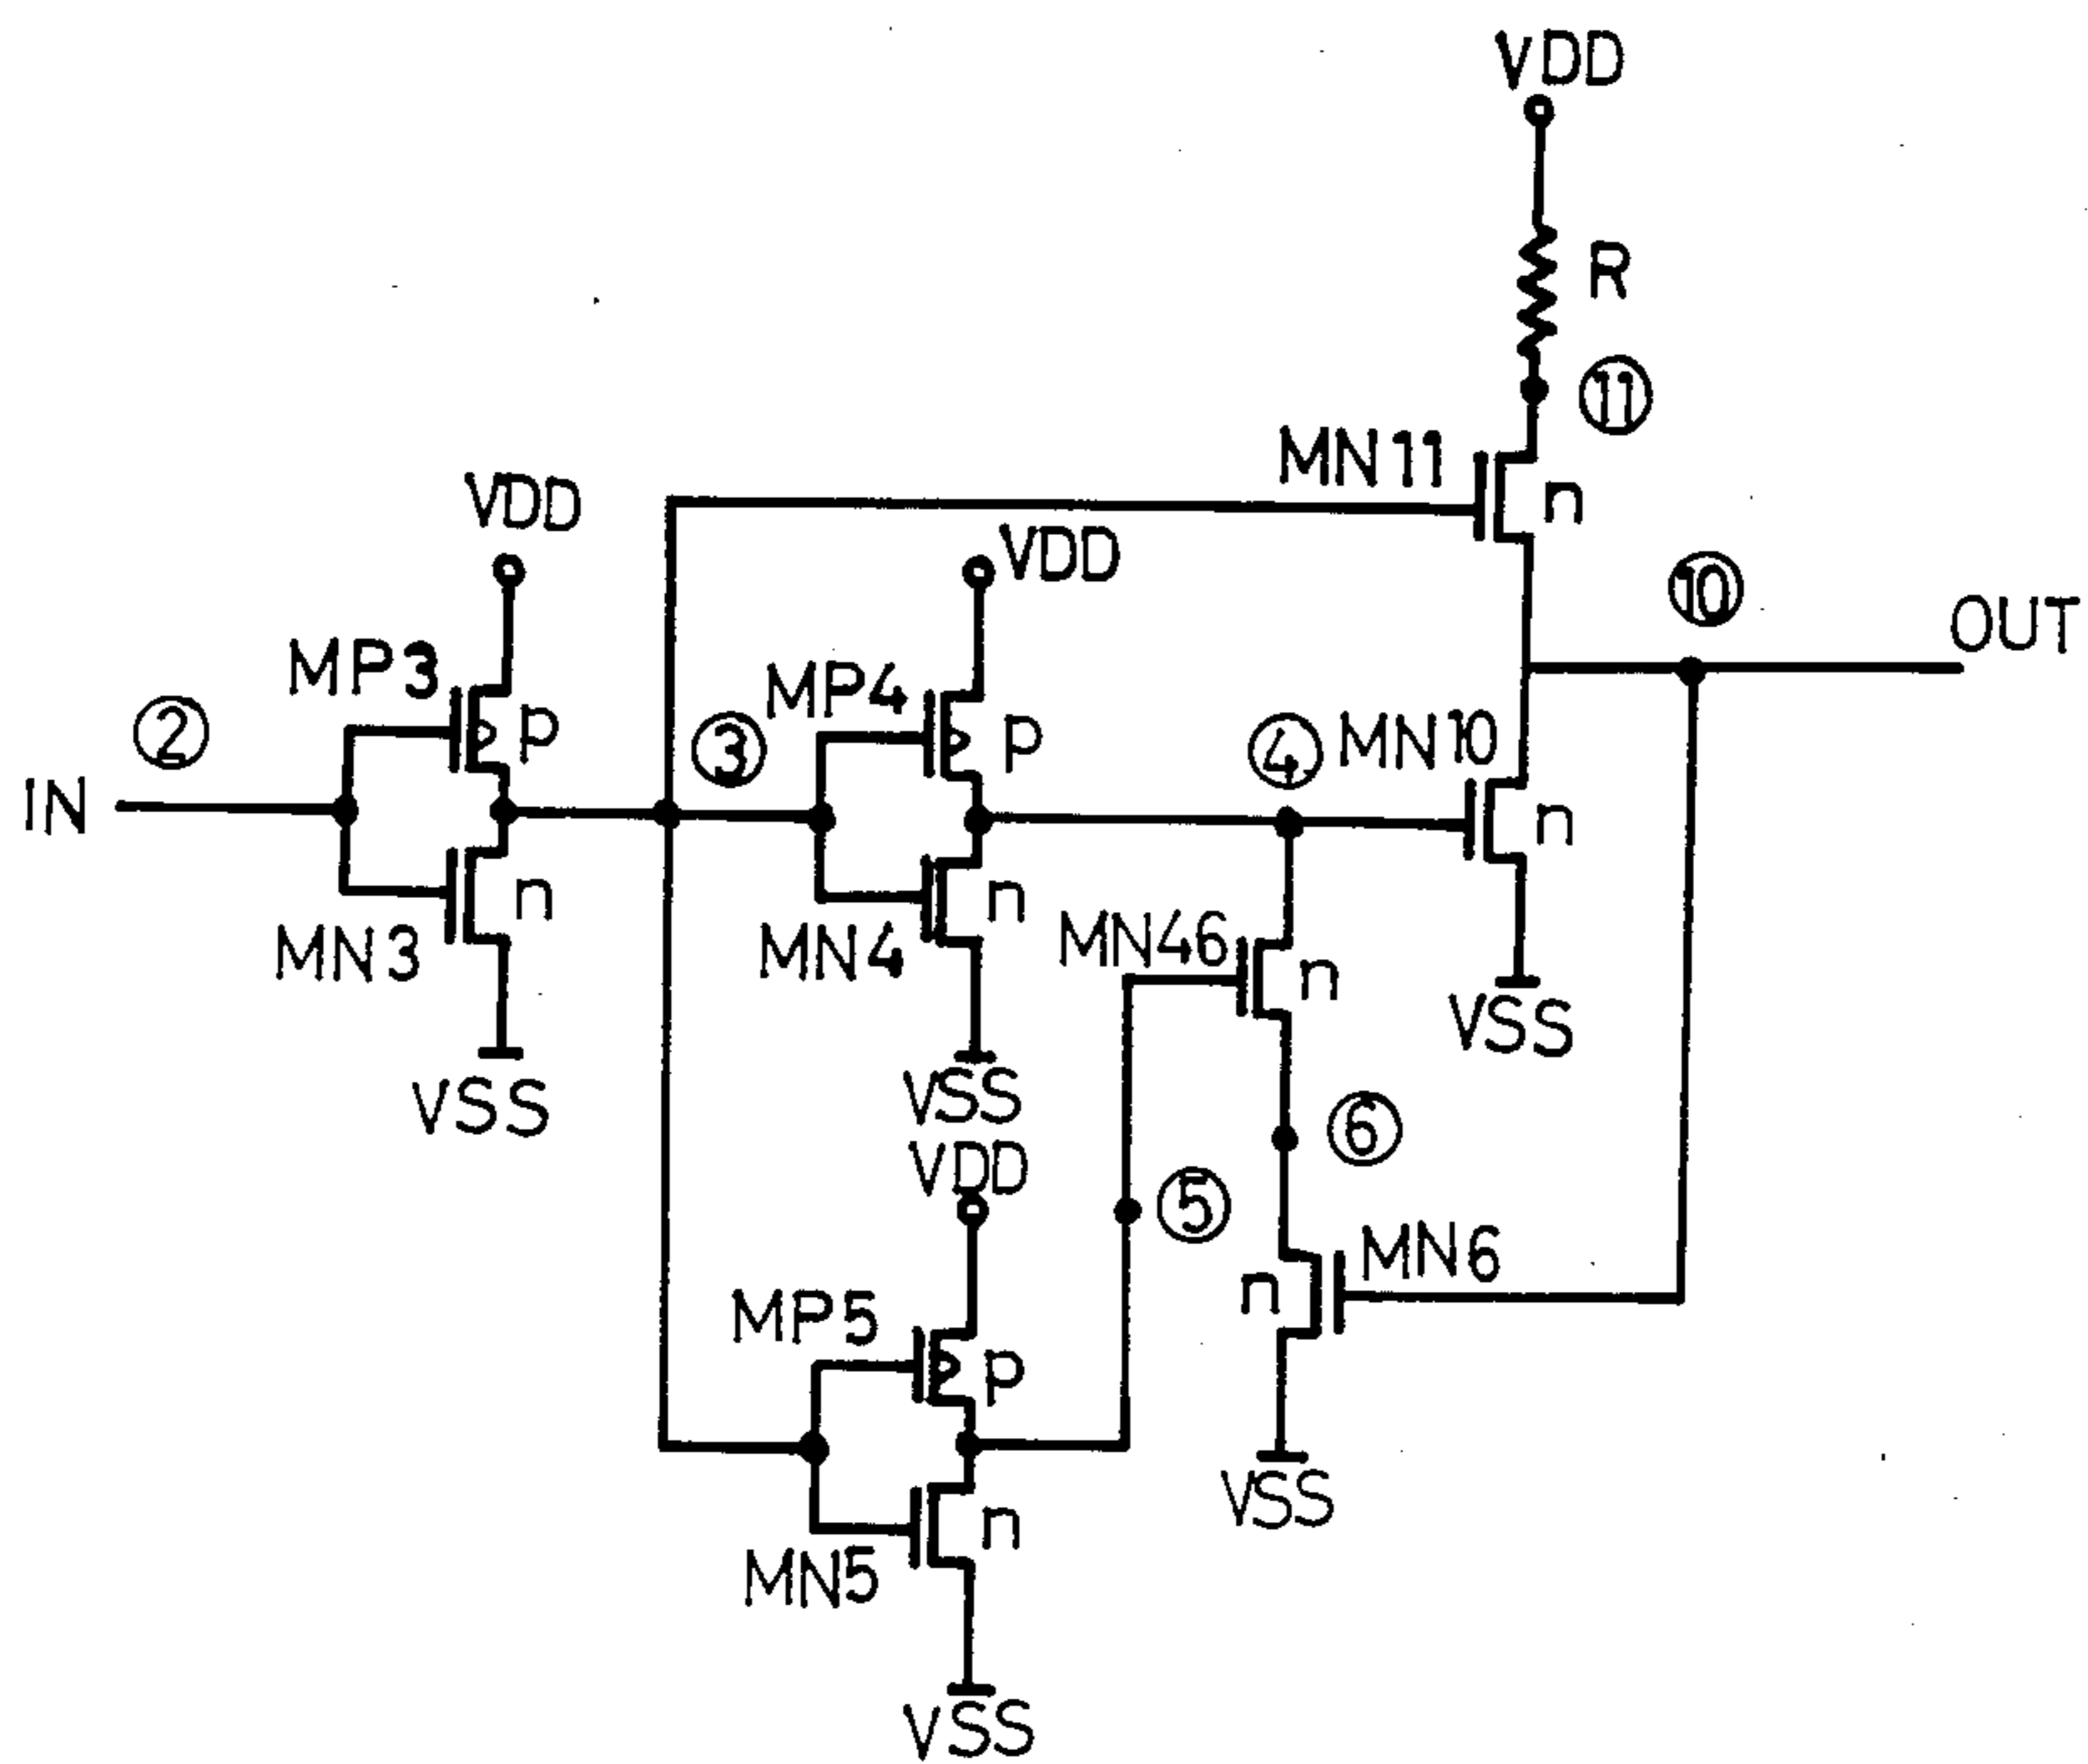 VDD
R
⑪
MN11
n
VDD
VDD
⑩
OUT
MP3
p
②
IN
MP4
p
③
④
MN10
n
n
MN3
n
MN4
MN46
n
VSS
VSS
VSS
VDD
⑥
⑤
MN6
n
MP5
p
VSS
n
MN5
VSS